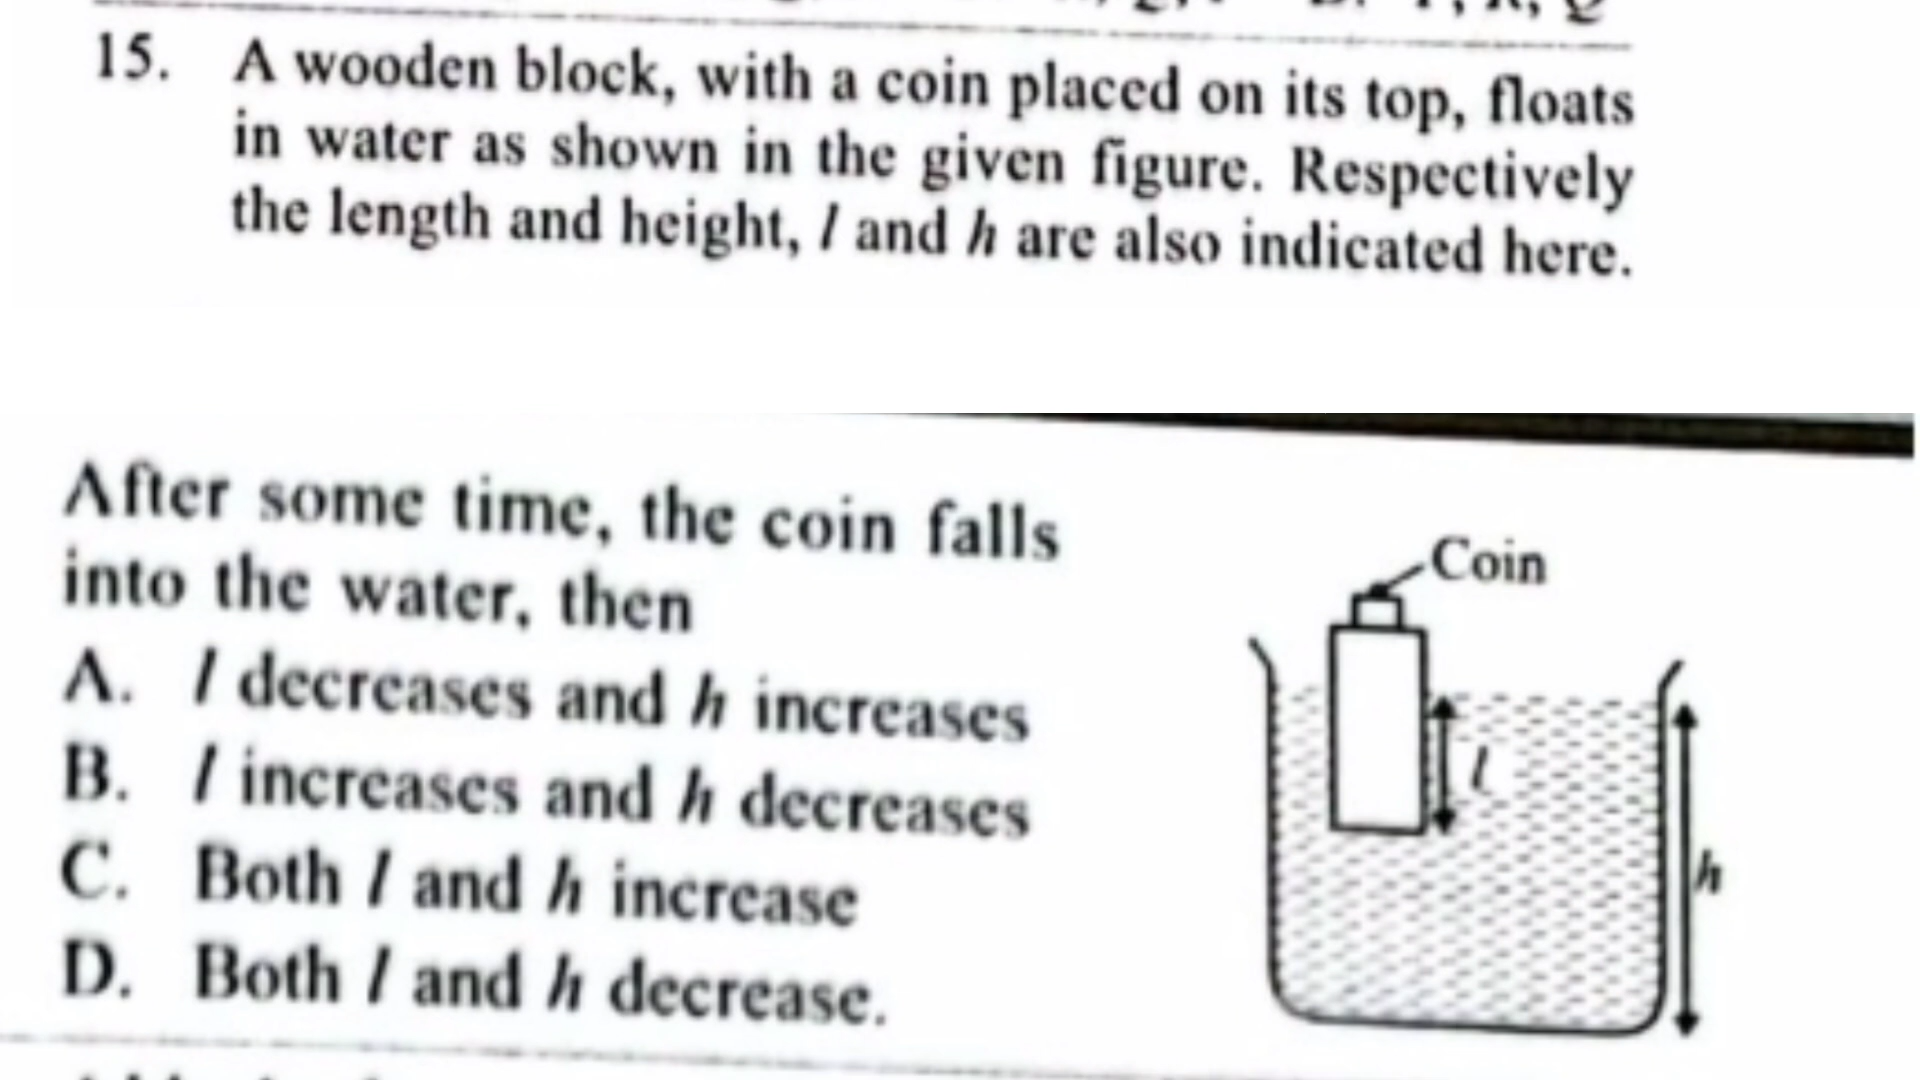 15. A wooden block, with a coin placed on its top, floats
in water as shown in the given figure. Respectively
the length and height, l and h are also indicated here.
After some time, the coin falls
into the water, then
A. l decreases and h increases
B. l increases and h decreases
C. Both l and h increase
D. Both l and h decrease.
Coin
l
h